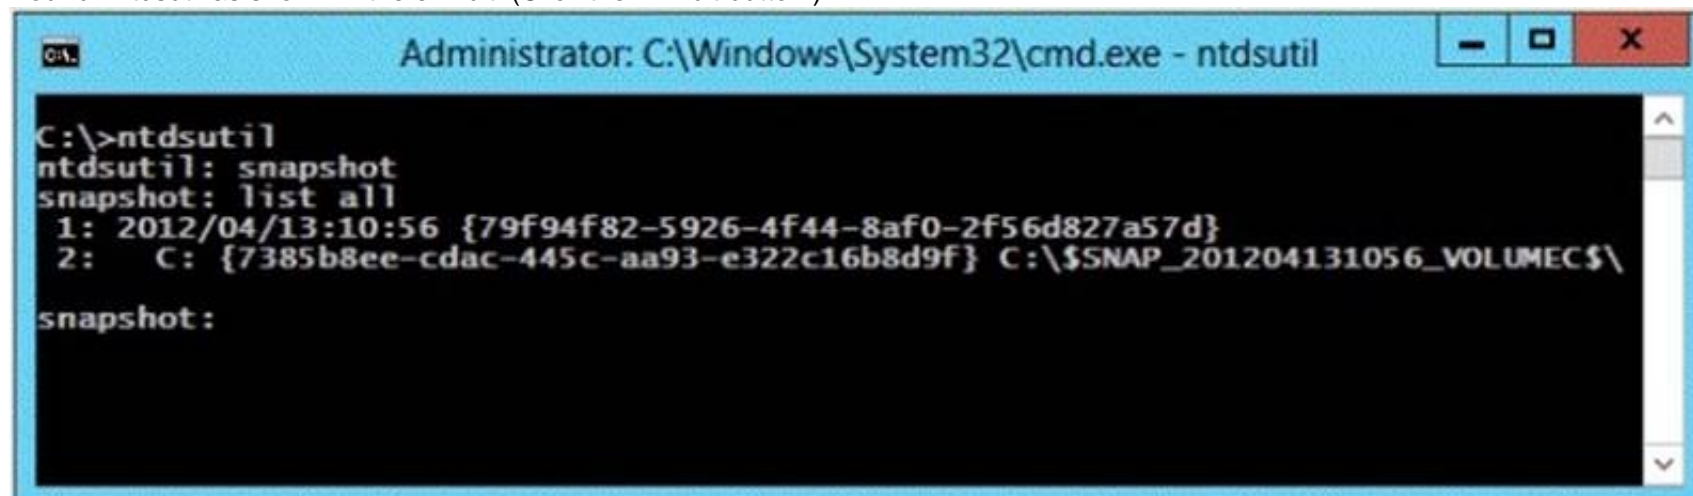 Administrator: C:\Windows\System32\cmd.exe - ntdsutil
C:\>ntdsutil
ntdsutil: snapshot
snapshot: list all
1: 2012/04/13:10:56 {79f94f82-5926-4f44-8af0-2f56d827a57d}
2: C: {7385b8ee-cdac-445c-aa93-e322c16b8d9f} C:\$SNAP_201204131056_VOLUMEC$\
snapshot: